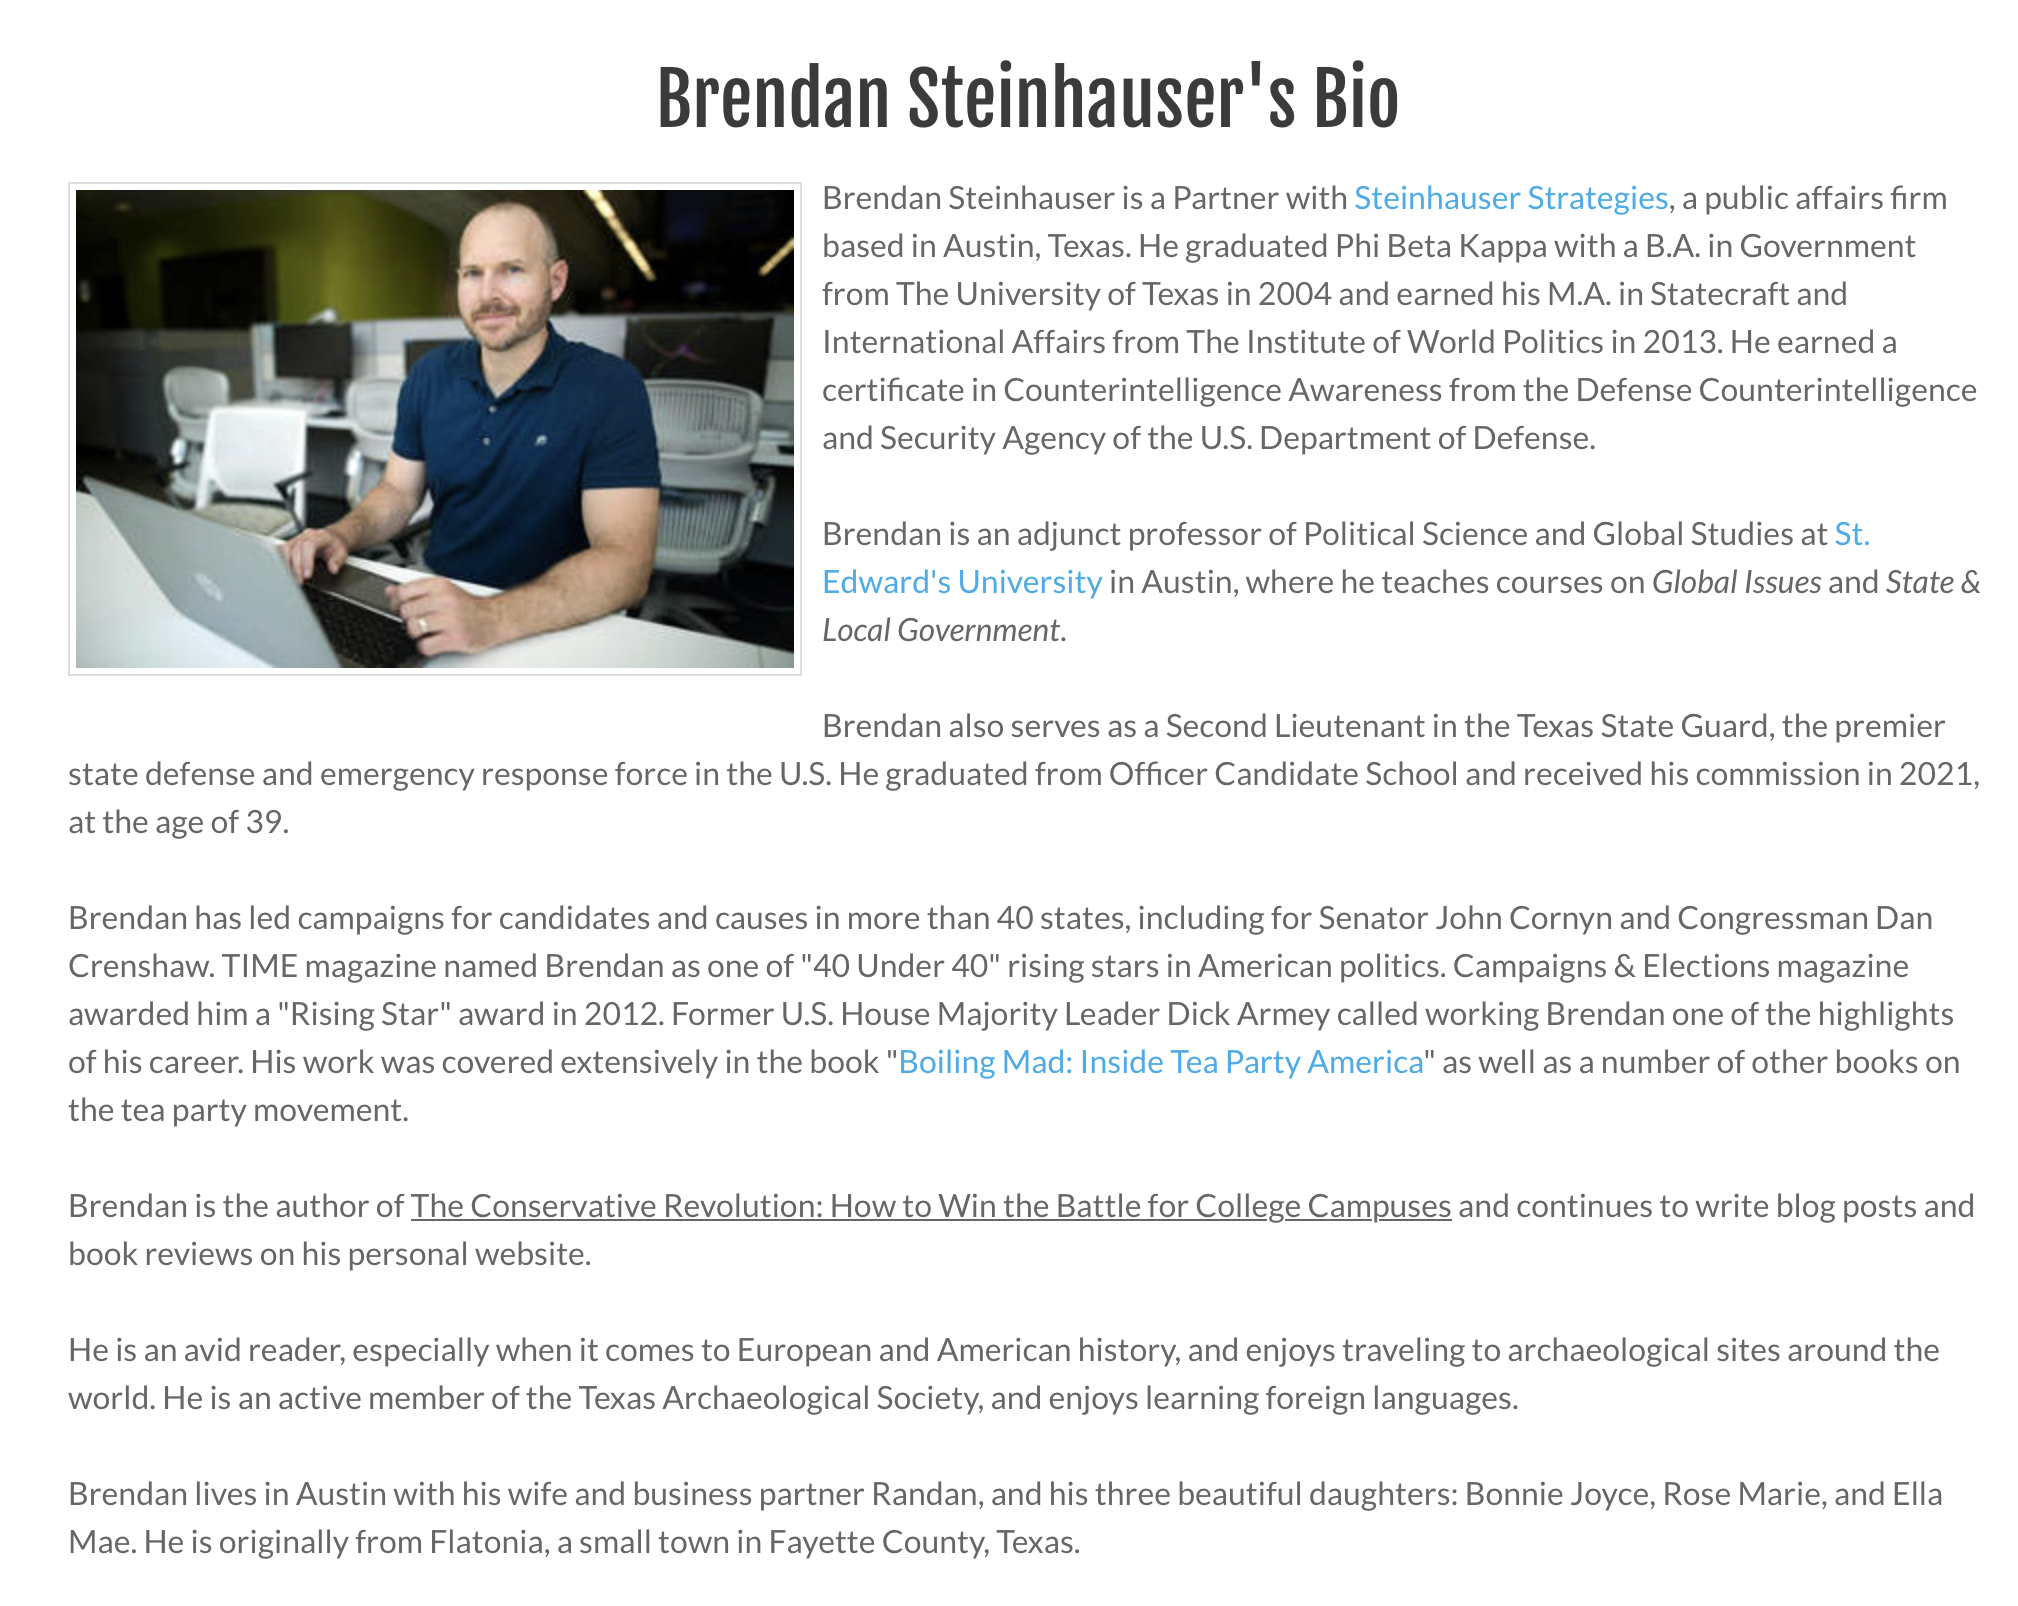 Brendan Steinhauser's Bio
Brendan Steinhauser is a Partner with Steinhauser Strategies, a public affairs firm
based in Austin, Texas. He graduated Phi Beta Kappa with a B.A. in Government
from The University of Texas in 2004 and earned his M.A. in Statecraft and
International Affairs from The Institute of World Politics in 2013. He earned a
certificate in Counterintelligence Awareness from the Defense Counterintelligence
and Security Agency of the U.S. Department of Defense.
Brendan is an adjunct professor of Political Science and Global Studies at St.
Edward's University in Austin, where he teaches courses on Global Issues and State &
Local Government.
Brendan also serves as a Second Lieutenant in the Texas State Guard, the premier
state defense and emergency response force in the U.S. He graduated from Officer Candidate School and received his commission in 2021,
at the age of 39.
Brendan has led campaigns for candidates and causes in more than 40 states, including for Senator John Cornyn and Congressman Dan
Crenshaw. TIME magazine named Brendan as one of "40 Under 40" rising stars in American politics. Campaigns & Elections magazine
awarded him a "Rising Star" award in 2012. Former U.S. House Majority Leader Dick Armey called working Brendan one of the highlights
of his career. His work was covered extensively in the book "Boiling Mad: Inside Tea Party America" as well as a number of other books on
the tea party movement.
Brendan is the author of The Conservative Revolution: How to Win the Battle for College Campuses and continues to write blog posts and
book reviews on his personal website.
He is an avid reader, especially when it comes to European and American history, and enjoys traveling to archaeological sites around the
world. He is an active member of the Texas Archaeological Society, and enjoys learning foreign languages.
Brendan lives in Austin with his wife and business partner Randan, and his three beautiful daughters: Bonnie Joyce, Rose Marie, and Ella
Mae. He is originally from Flatonia, a small town in Fayette County, Texas.